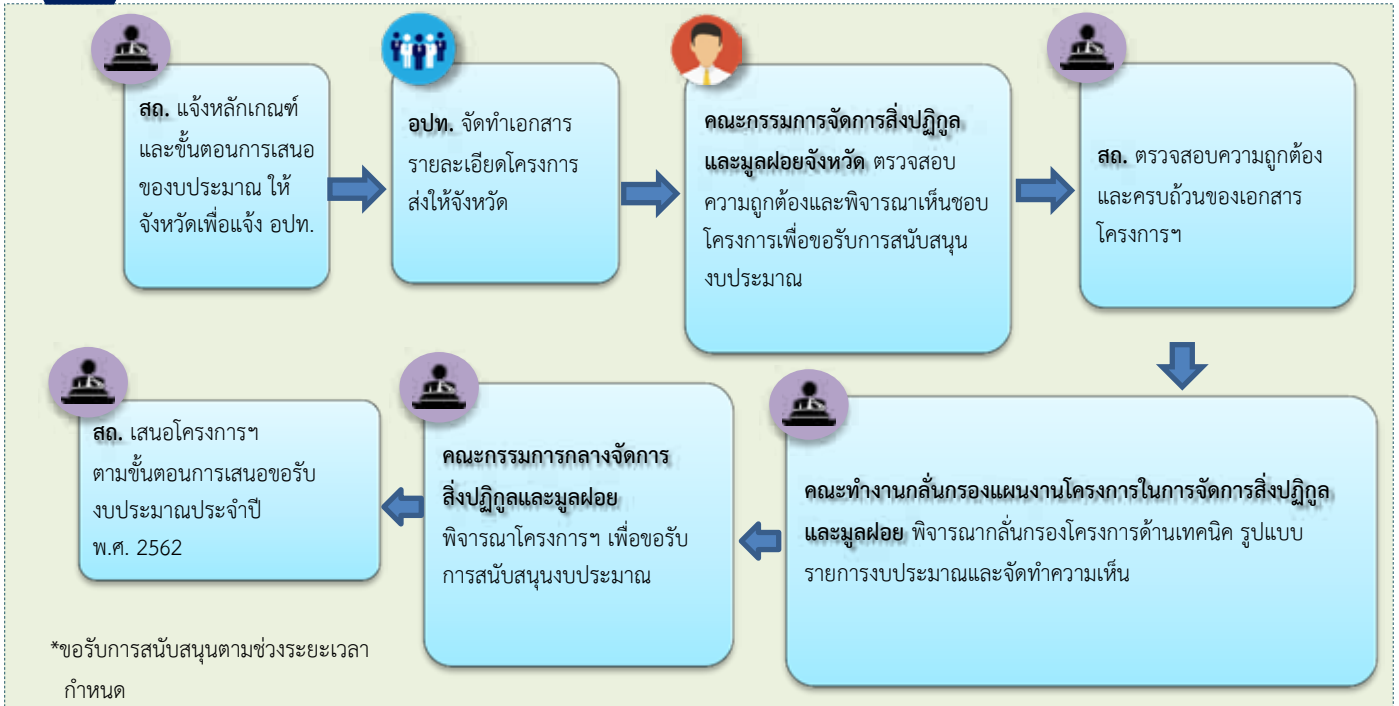 สถ. แจ้งหลักเกณฑ์
และขั้นตอนการเสนอ
ของบประมาณ ให้
จังหวัดเพื่อแจ้ง อปท.
อปท. จัดทำเอกสาร
รายละเอียดโครงการ
ส่งให้จังหวัด
คณะกรรมการจัดการสิ่งปฏิกูล
และมูลฝอยจังหวัด ตรวจสอบ
ความถูกต้องและพิจารณาเห็นชอบ
โครงการเพื่อขอรับการสนับสนุน
งบประมาณ
สถ. ตรวจสอบความถูกต้อง
และครบถ้วนของเอกสาร
โครงการฯ
คณะทำงานกลั่นกรองแผนงานโครงการในการจัดการสิ่งปฏิกูล
และมูลฝอย พิจารณากลั่นกรองโครงการด้านเทคนิค รูปแบบ
รายการงบประมาณและจัดทำความเห็น
คณะกรรมการกลางจัดการ
สิ่งปฏิกูลและมูลฝอย
พิจารณาโครงการฯ เพื่อขอรับ
การสนับสนุนงบประมาณ
สถ. เสนอโครงการฯ
ตามขั้นตอนการเสนอขอรับ
งบประมาณประจำปี
พ.ศ. 2562
*ขอรับการสนับสนุนตามช่วงระยะเวลา
กำหนด